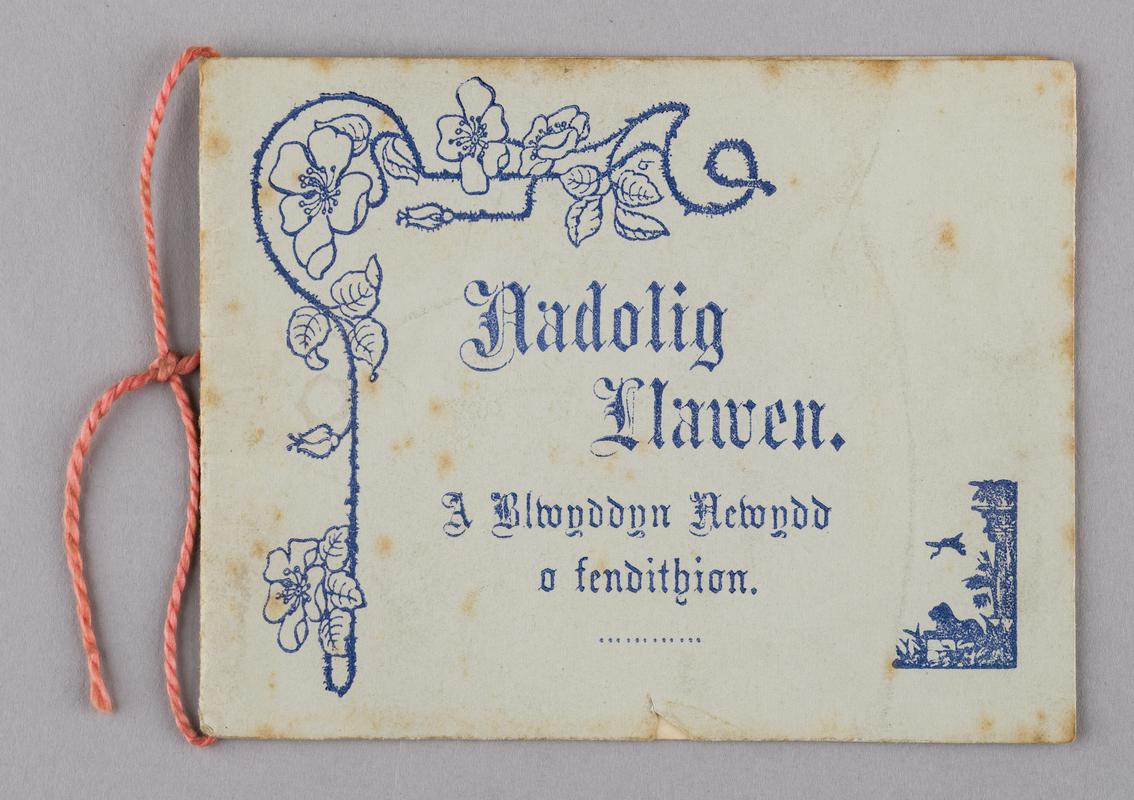 Nadolig
Llawen.
A Blwyddyn Newydd
o fendithion.